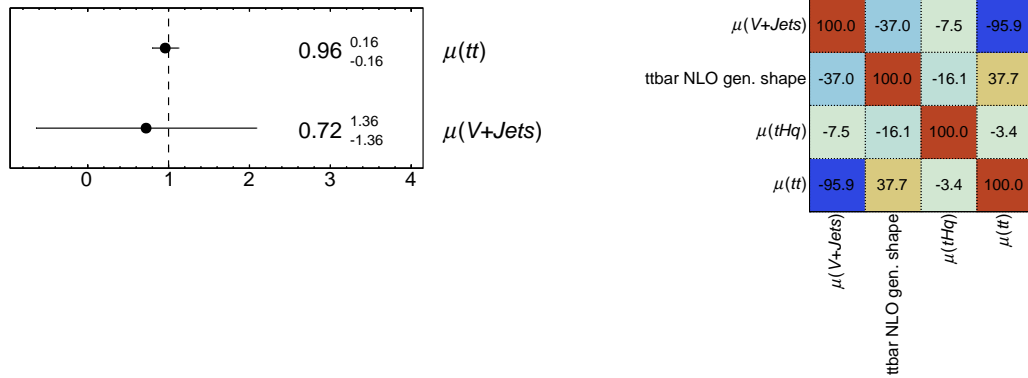 0.96 0.16 -0.16 μ(tt)
0.72 1.36 -1.36 μ(V+Jets)
0 1 2 3 4
μ(V+Jets) 100.0 -37.0 -7.5 -95.9
ttbar NLO gen. shape -37.0 100.0 -16.1 37.7
μ(tHq) -7.5 -16.1 100.0 -3.4
μ(tt) -95.9 37.7 -3.4 100.0
μ(V+Jets)
ttbar NLO gen. shape
μ(tHq)
μ(tt)